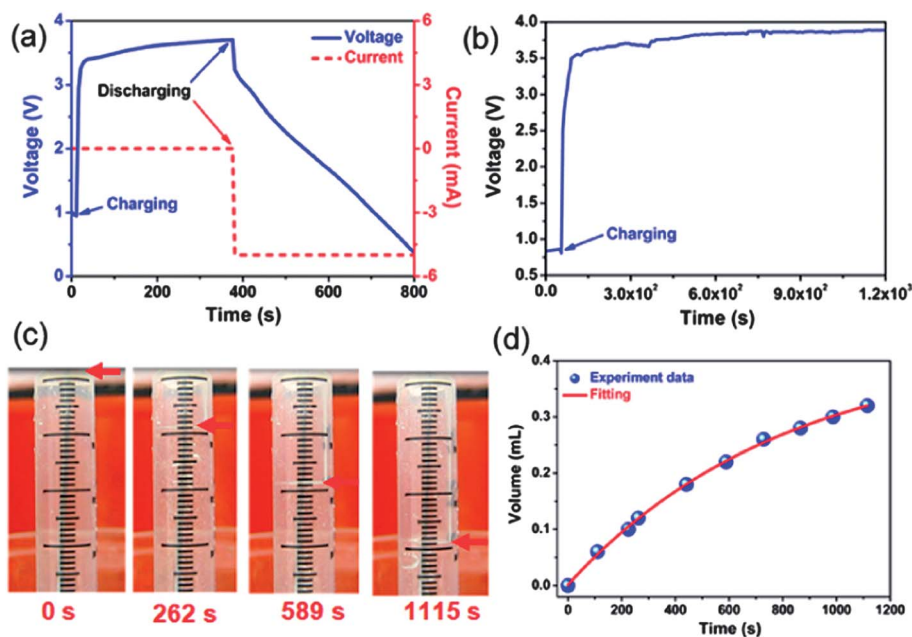 (a)
4
3
2
1
0
Voltage (V)
Voltage
Current
Discharging
Charging
6
3
0
-3
-5
-6
Current (mA)
0 200 400 600 800
Time (s)
(b)
4.0
3.5
3.0
2.5
2.0
1.5
1.0
0.5
Voltage (V)
Charging
0.0 3.0x10² 6.0x10² 9.0x10² 1.2x10³
Time (s)
(c)
0 s 262 s 589 s 1115 s
(d)
0.4
0.3
0.2
0.1
0.0
Volume (mL)
Experiment data
Fitting
0 200 400 600 800 1000 1200
Time (s)